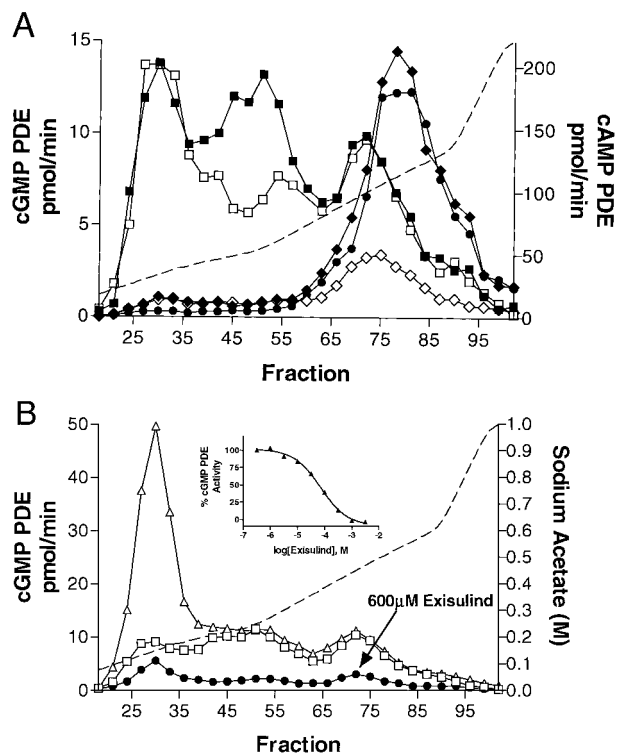 A
cGMP PDE
pmol/min
15
10
5
0
200
150
100
50
0
cAMP PDE
pmol/min
25 35 45 55 65 75 85 95
Fraction
B
cGMP PDE
pmol/min
50
40
30
20
10
0
% cGMP PDE
Activity
100
75
50
25
0
-7 -6 -5 -4 -3 -2
log[Exisulind], M
600μM Exisulind
1.0
0.9
0.8
0.7
0.6
0.5
0.4
0.3
0.2
0.1
0.0
Sodium Acetate (M)
25 35 45 55 65 75 85 95
Fraction